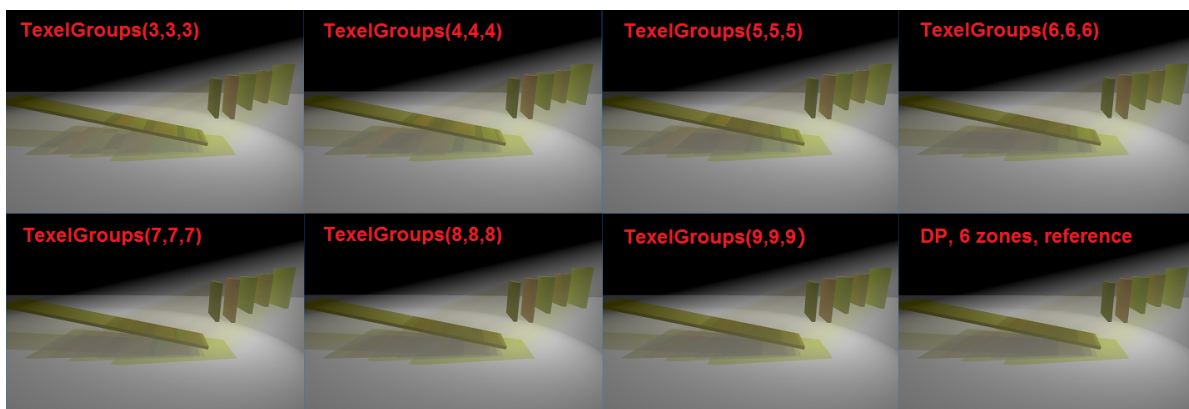 TexelGroups(3,3,3)
TexelGroups(4,4,4)
TexelGroups(5,5,5)
TexelGroups(6,6,6)
TexelGroups(7,7,7)
TexelGroups(8,8,8)
TexelGroups(9,9,9）
DP, 6 zones, reference